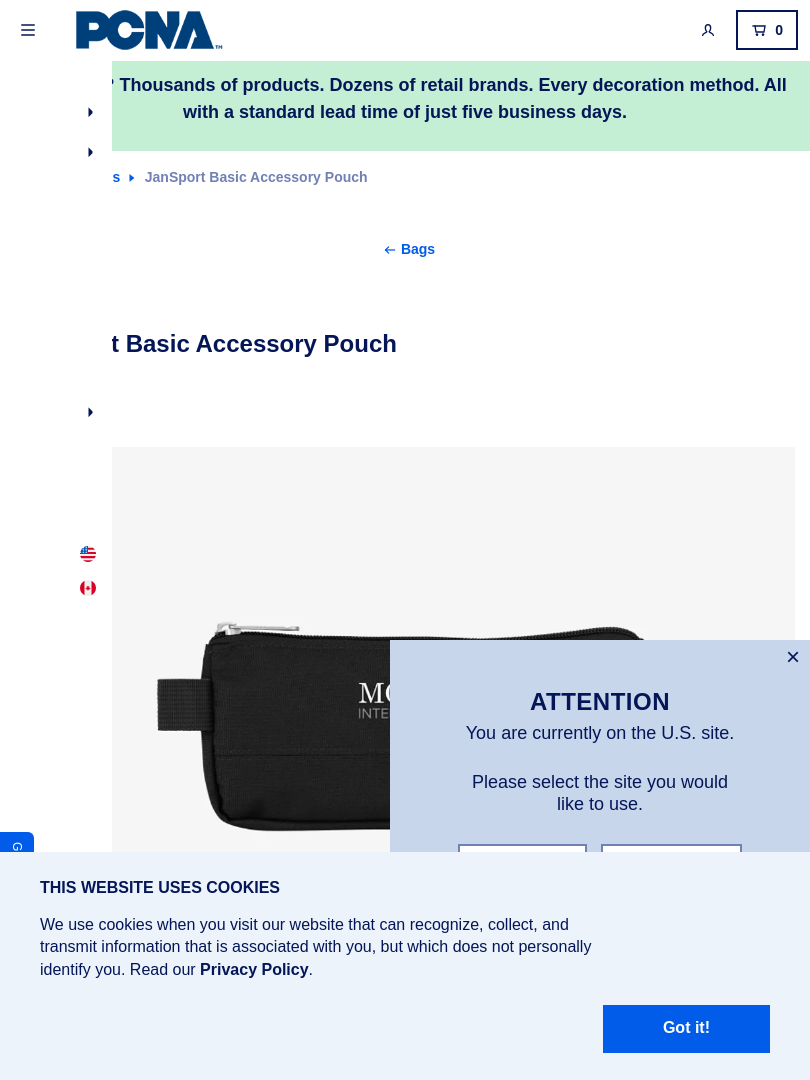 PCNA™
0
Thousands of products. Dozens of retail brands. Every decoration method. All
with a standard lead time of just five business days.
JanSport Basic Accessory Pouch
Bags
Basic Accessory Pouch
ATTENTION
You are currently on the U.S. site.
Please select the site you would
like to use.
THIS WEBSITE USES COOKIES
We use cookies when you visit our website that can recognize, collect, and
transmit information that is associated with you, but which does not personally
identify you. Read our Privacy Policy.
Got it!